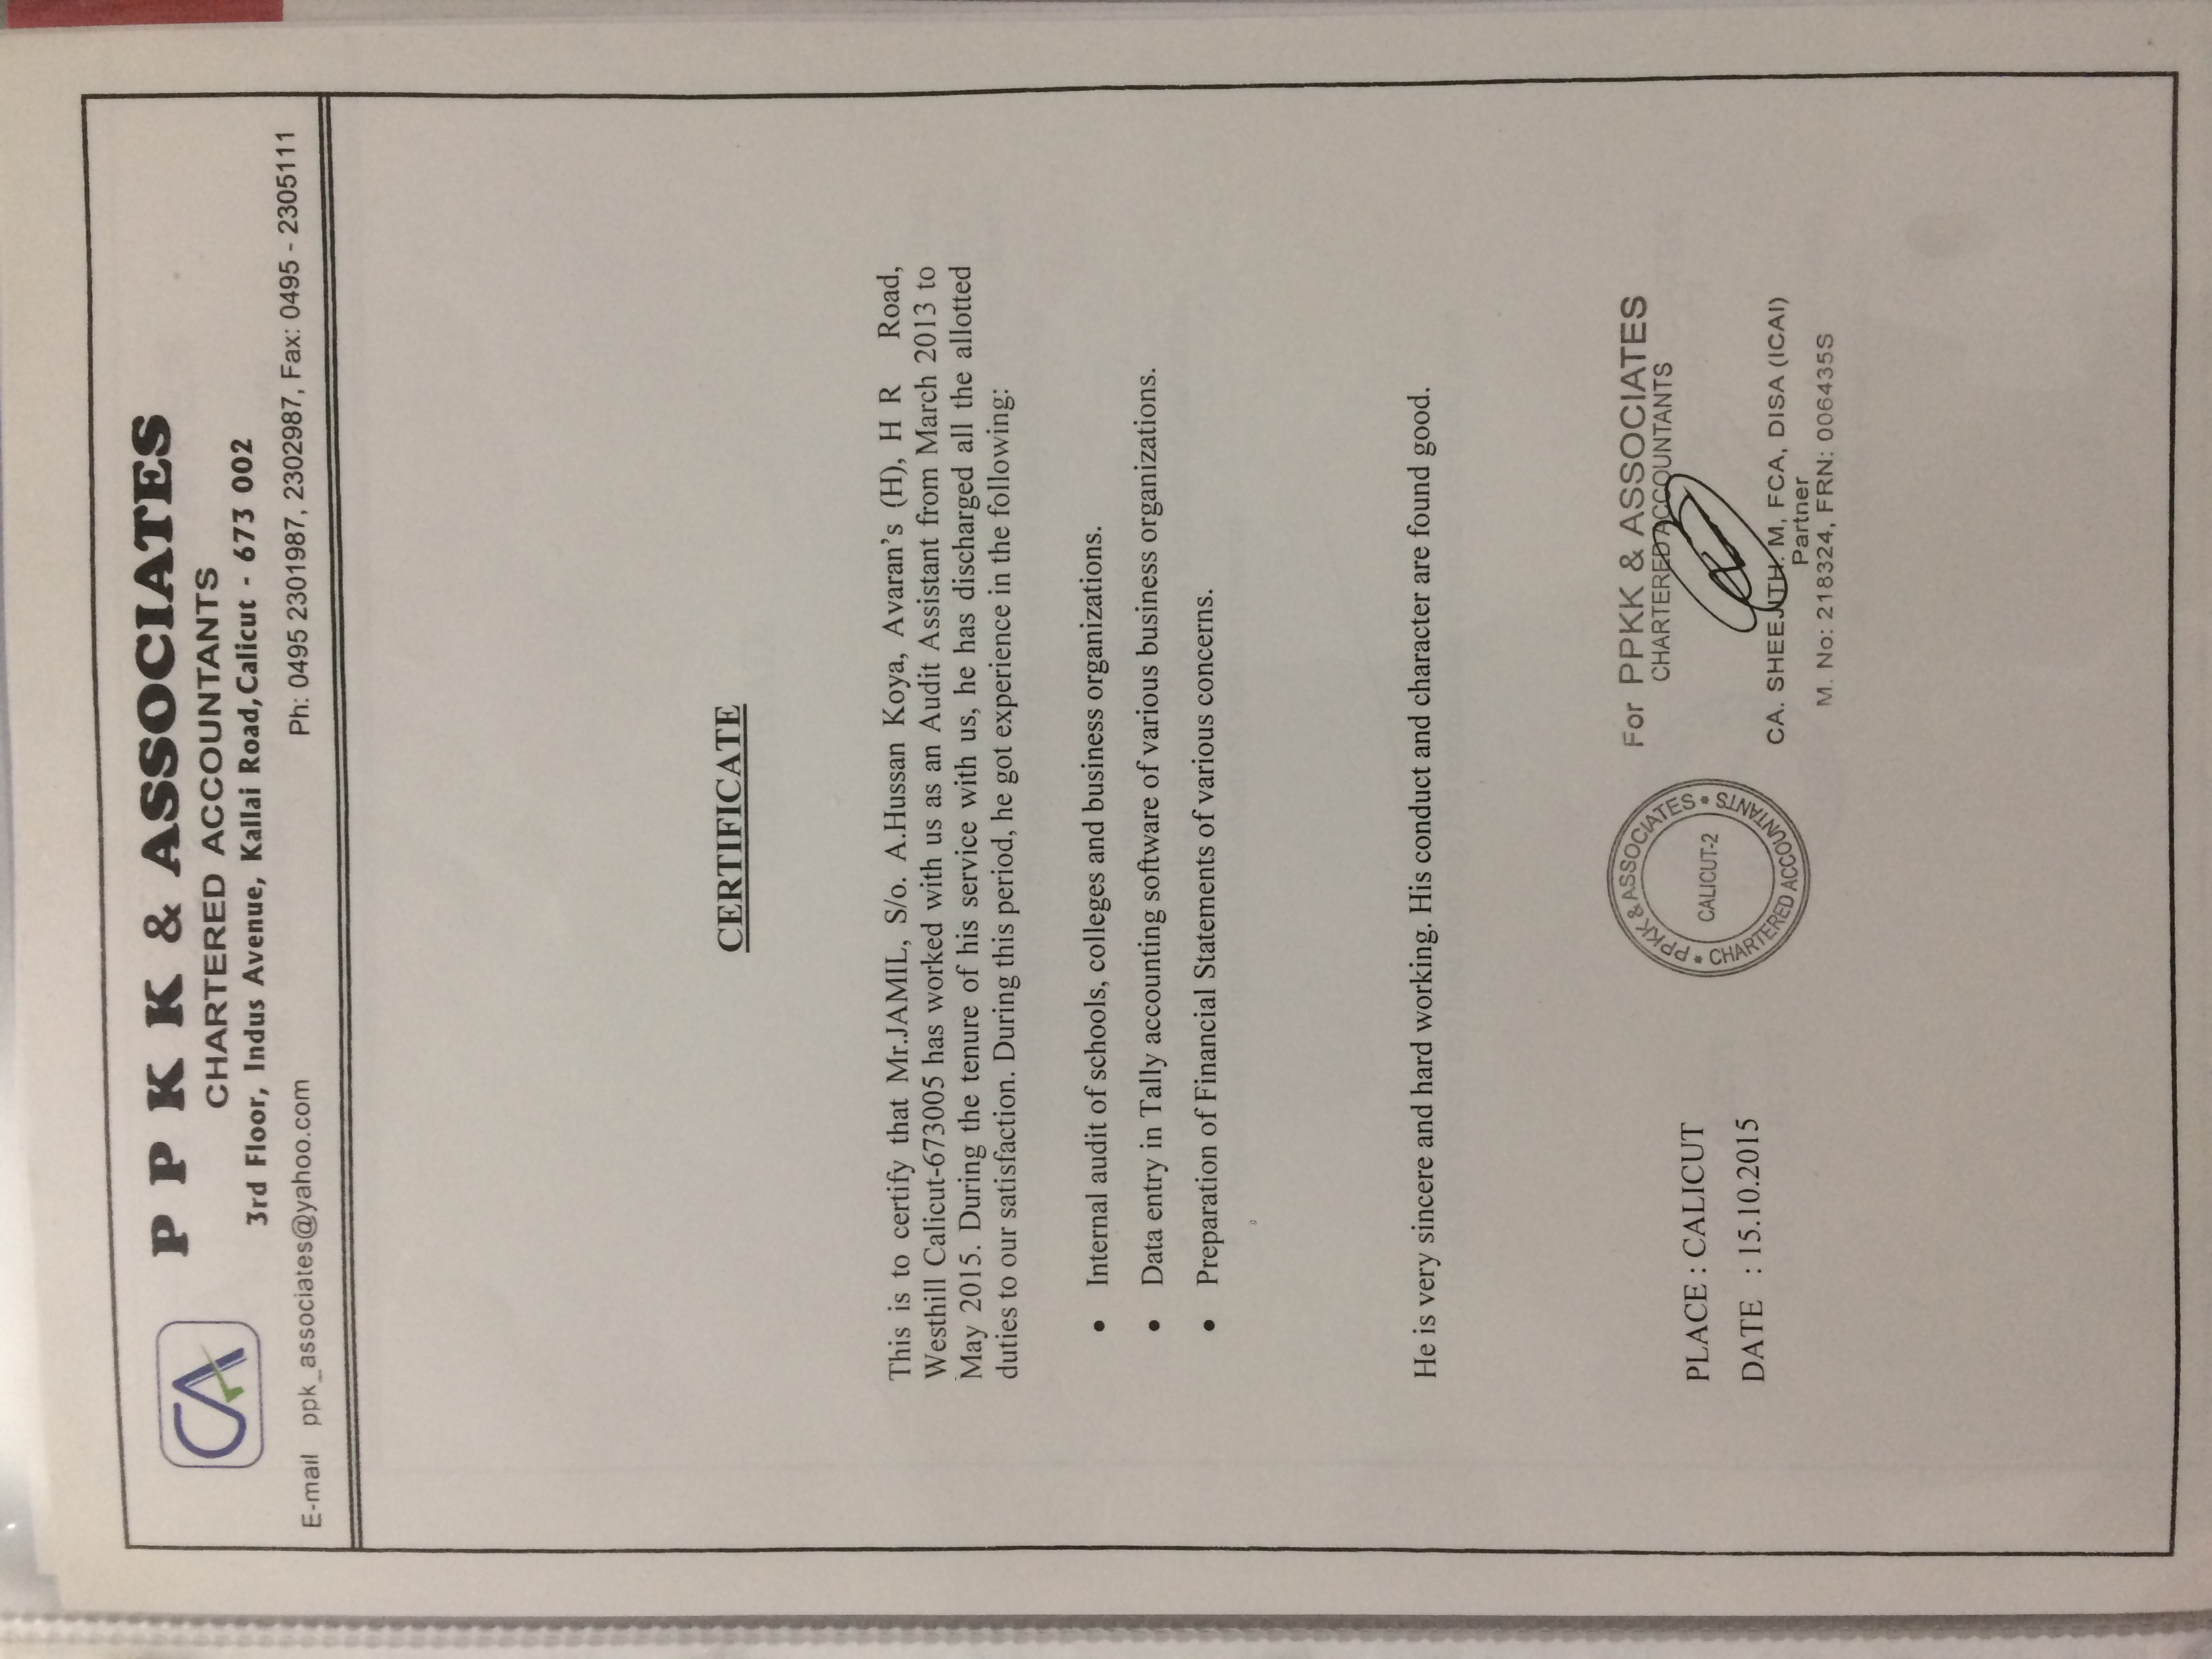 CA
P P K K & ASSOCIATES
CHARTERED ACCOUNTANTS
3rd Floor, Indus Avenue, Kallai Road, Calicut - 673 002
E-mail ppk_associates@yahoo.com
Ph: 0495 2301987, 2302987, Fax: 0495 - 2305111
CERTIFICATE
This is to certify that Mr.JAMIL, S/o. A.Hussan Koya, Avaran's (H), H R Road,
Westhill Calicut-673005 has worked with us as an Audit Assistant from March 2013 to
May 2015. During the tenure of his service with us, he has discharged all the allotted
duties to our satisfaction. During this period, he got experience in the following:
• Internal audit of schools, colleges and business organizations.
• Data entry in Tally accounting software of various business organizations.
• Preparation of Financial Statements of various concerns.
He is very sincere and hard working. His conduct and character are found good.
PLACE : CALICUT
DATE : 15.10.2015
PPKK & ASSOCIATES
CALICUT-2
CHARTERED ACCOUNTANTS
For PPKK & ASSOCIATES
CHARTERED ACCOUNTANTS
CA. SHEEJITH. M, FCA, DISA (ICAI)
Partner
M. No: 218324, FRN: 006435S